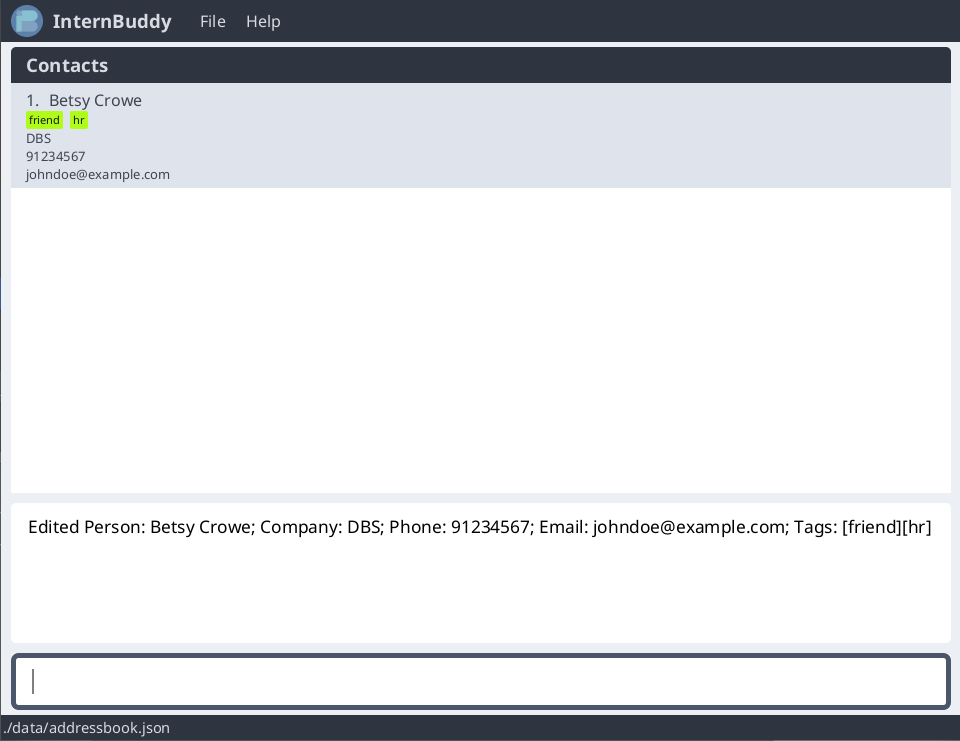 InternBuddy File Help
Contacts
1. Betsy Crowe
friend hr
DBS
91234567
johndoe@example.com
Edited Person: Betsy Crowe; Company: DBS; Phone: 91234567; Email: johndoe@example.com; Tags: [friend][hr]
./data/addressbook.json